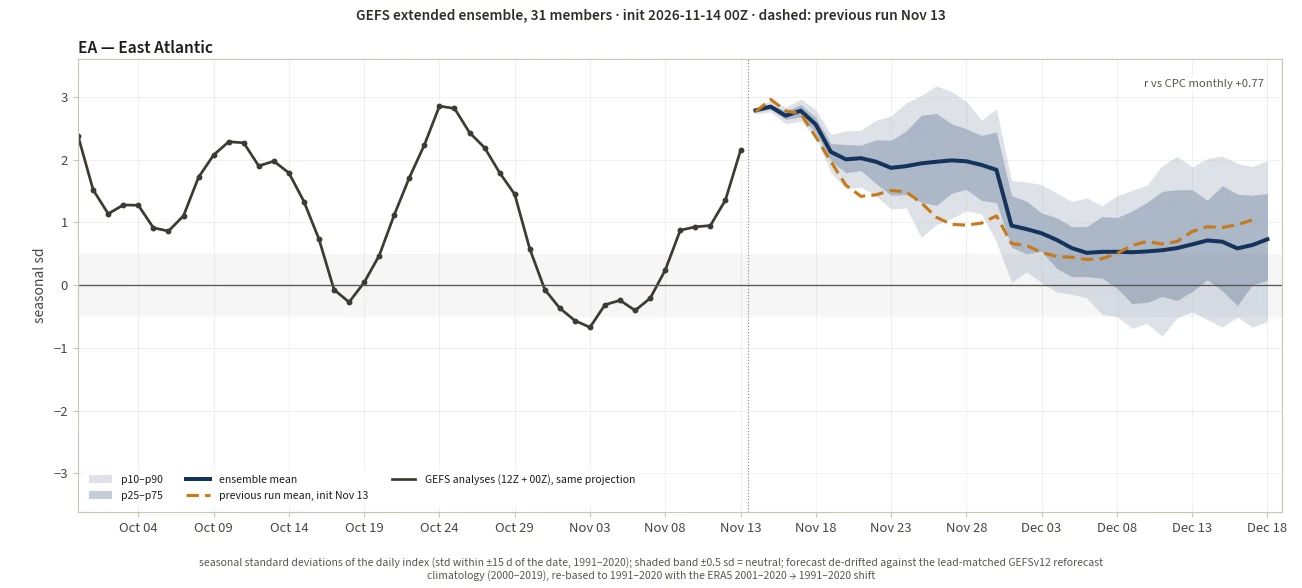 GEFS extended ensemble, 31 members · init 2026-11-14 00Z · dashed: previous run Nov 13
EA — East Atlantic
r vs CPC monthly +0.77
seasonal sd
3
2
1
0
−1
−2
−3
p10–p90
p25–p75
ensemble mean
previous run mean, init Nov 13
GEFS analyses (12Z + 00Z), same projection
Oct 04 Oct 09 Oct 14 Oct 19 Oct 24 Oct 29 Nov 03 Nov 08 Nov 13 Nov 18 Nov 23 Nov 28 Dec 03 Dec 08 Dec 13 Dec 18
seasonal standard deviations of the daily index (std within ±15 d of the date, 1991–2020); shaded band ±0.5 sd = neutral; forecast de-drifted against the lead-matched GEFSv12 reforecast
climatology (2000–2019), re-based to 1991–2020 with the ERA5 2001–2020 → 1991–2020 shift